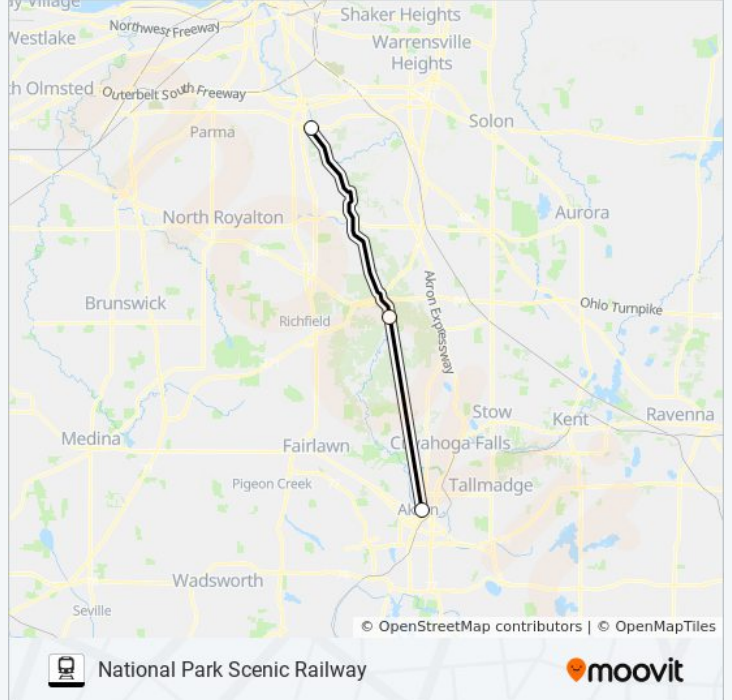 Shaker Heights
Northwest Freeway
Westlake
Warrensville
Heights
Outerbelt South Freeway
Solon
Parma
Aurora
North Royalton
Akron Expressway
Brunswick
Ohio Turnpike
Richfield
Stow
Kent
Ravenna
Medina
Fairlawn
Cuyahoga Falls
Pigeon Creek
Tallmadge
Akron
Wadsworth
Seville
© OpenStreetMap contributors | © OpenMapTiles
National Park Scenic Railway
moovit